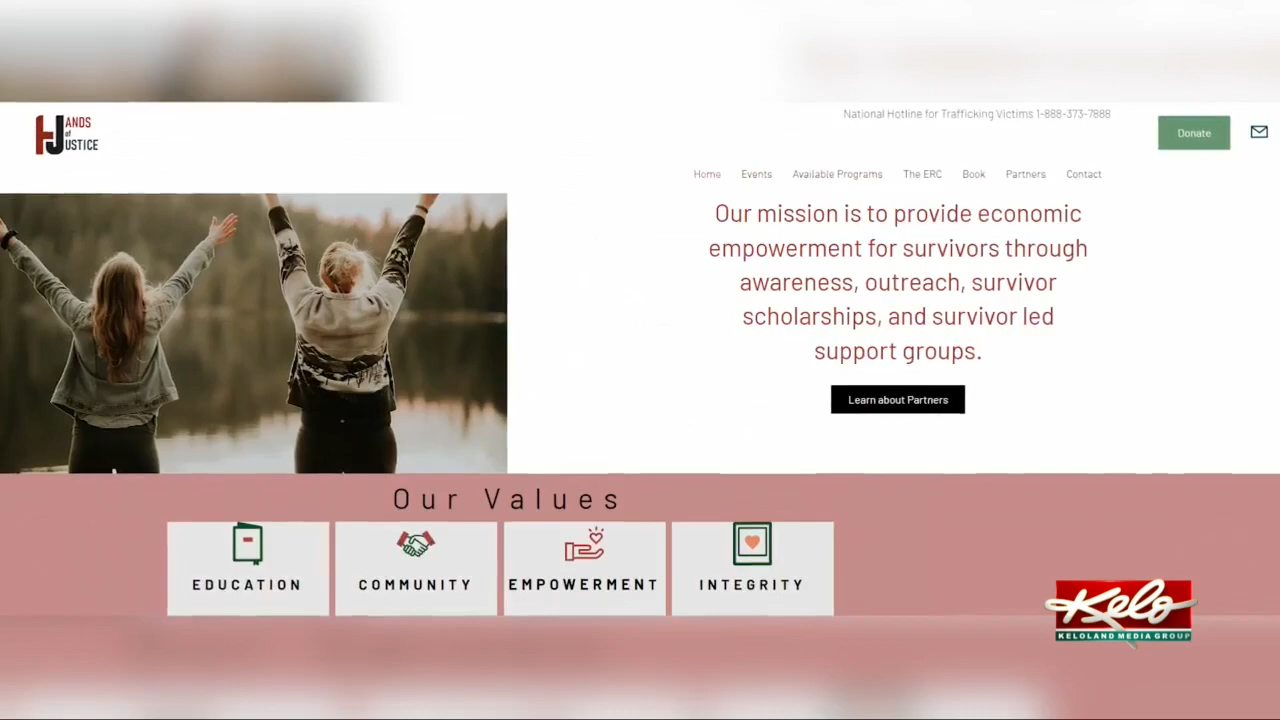 HANDS
of
JUSTICE
National Hotline for Trafficking Victims 1-888-373-7888
Donate
Home Events Available Programs The ERC Book Partners Contact
Our mission is to provide economic
empowerment for survivors through
awareness, outreach, survivor
scholarships, and survivor led
support groups.
Learn about Partners
Our Values
EDUCATION COMMUNITY EMPOWERMENT INTEGRITY
Kelo
KELOLAND MEDIA GROUP